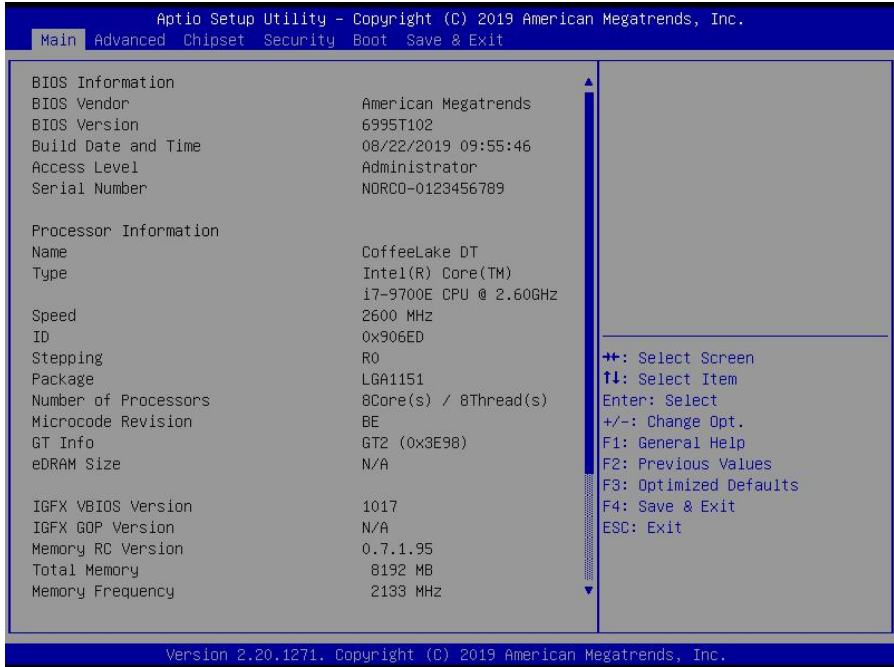 Aptio Setup Utility – Copyright (C) 2019 American Megatrends, Inc.
Main Advanced Chipset Security Boot Save & Exit
BIOS Information
BIOS Vendor American Megatrends
BIOS Version 6995T102
Build Date and Time 08/22/2019 09:55:46
Access Level Administrator
Serial Number NORCO-0123456789
Processor Information
Name CoffeeLake DT
Type Intel(R) Core(TM)
i7-9700E CPU @ 2.60GHz
Speed 2600 MHz
ID 0x906ED
Stepping R0
Package LGA1151
Number of Processors 8Core(s) / 8Thread(s)
Microcode Revision BE
GT Info GT2 (0x3E98)
eDRAM Size N/A
IGFX VBIOS Version 1017
IGFX GOP Version N/A
Memory RC Version 0.7.1.95
Total Memory 8192 MB
Memory Frequency 2133 MHz
→←: Select Screen
↑↓: Select Item
Enter: Select
+/-: Change Opt.
F1: General Help
F2: Previous Values
F3: Optimized Defaults
F4: Save & Exit
ESC: Exit
Version 2.20.1271. Copyright (C) 2019 American Megatrends, Inc.